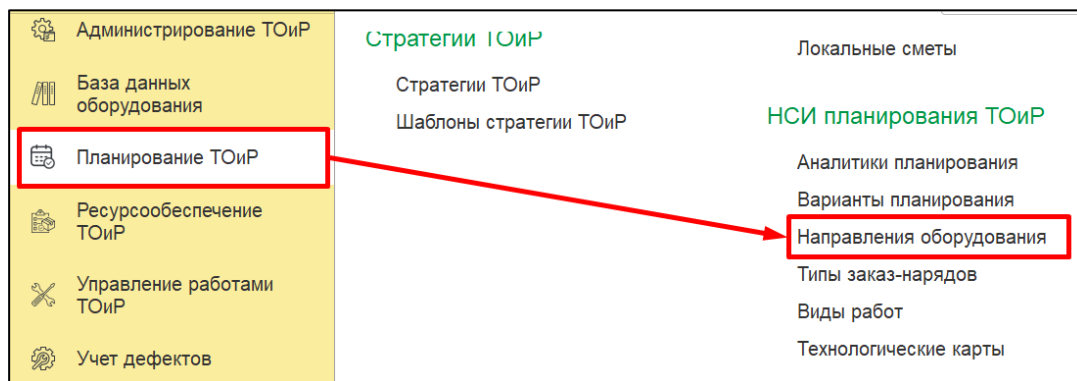 Администрирование ТОиР
База данных
оборудования
Планирование ТОиР
Ресурсообеспечение
ТОиР
Управление работами
ТОиР
Учет дефектов
Стратегии ТОиР
Стратегии ТОиР
Шаблоны стратегии ТОиР
Локальные сметы
НСИ планирования ТОиР
Аналитики планирования
Варианты планирования
Направления оборудования
Типы заказ-нарядов
Виды работ
Технологические карты